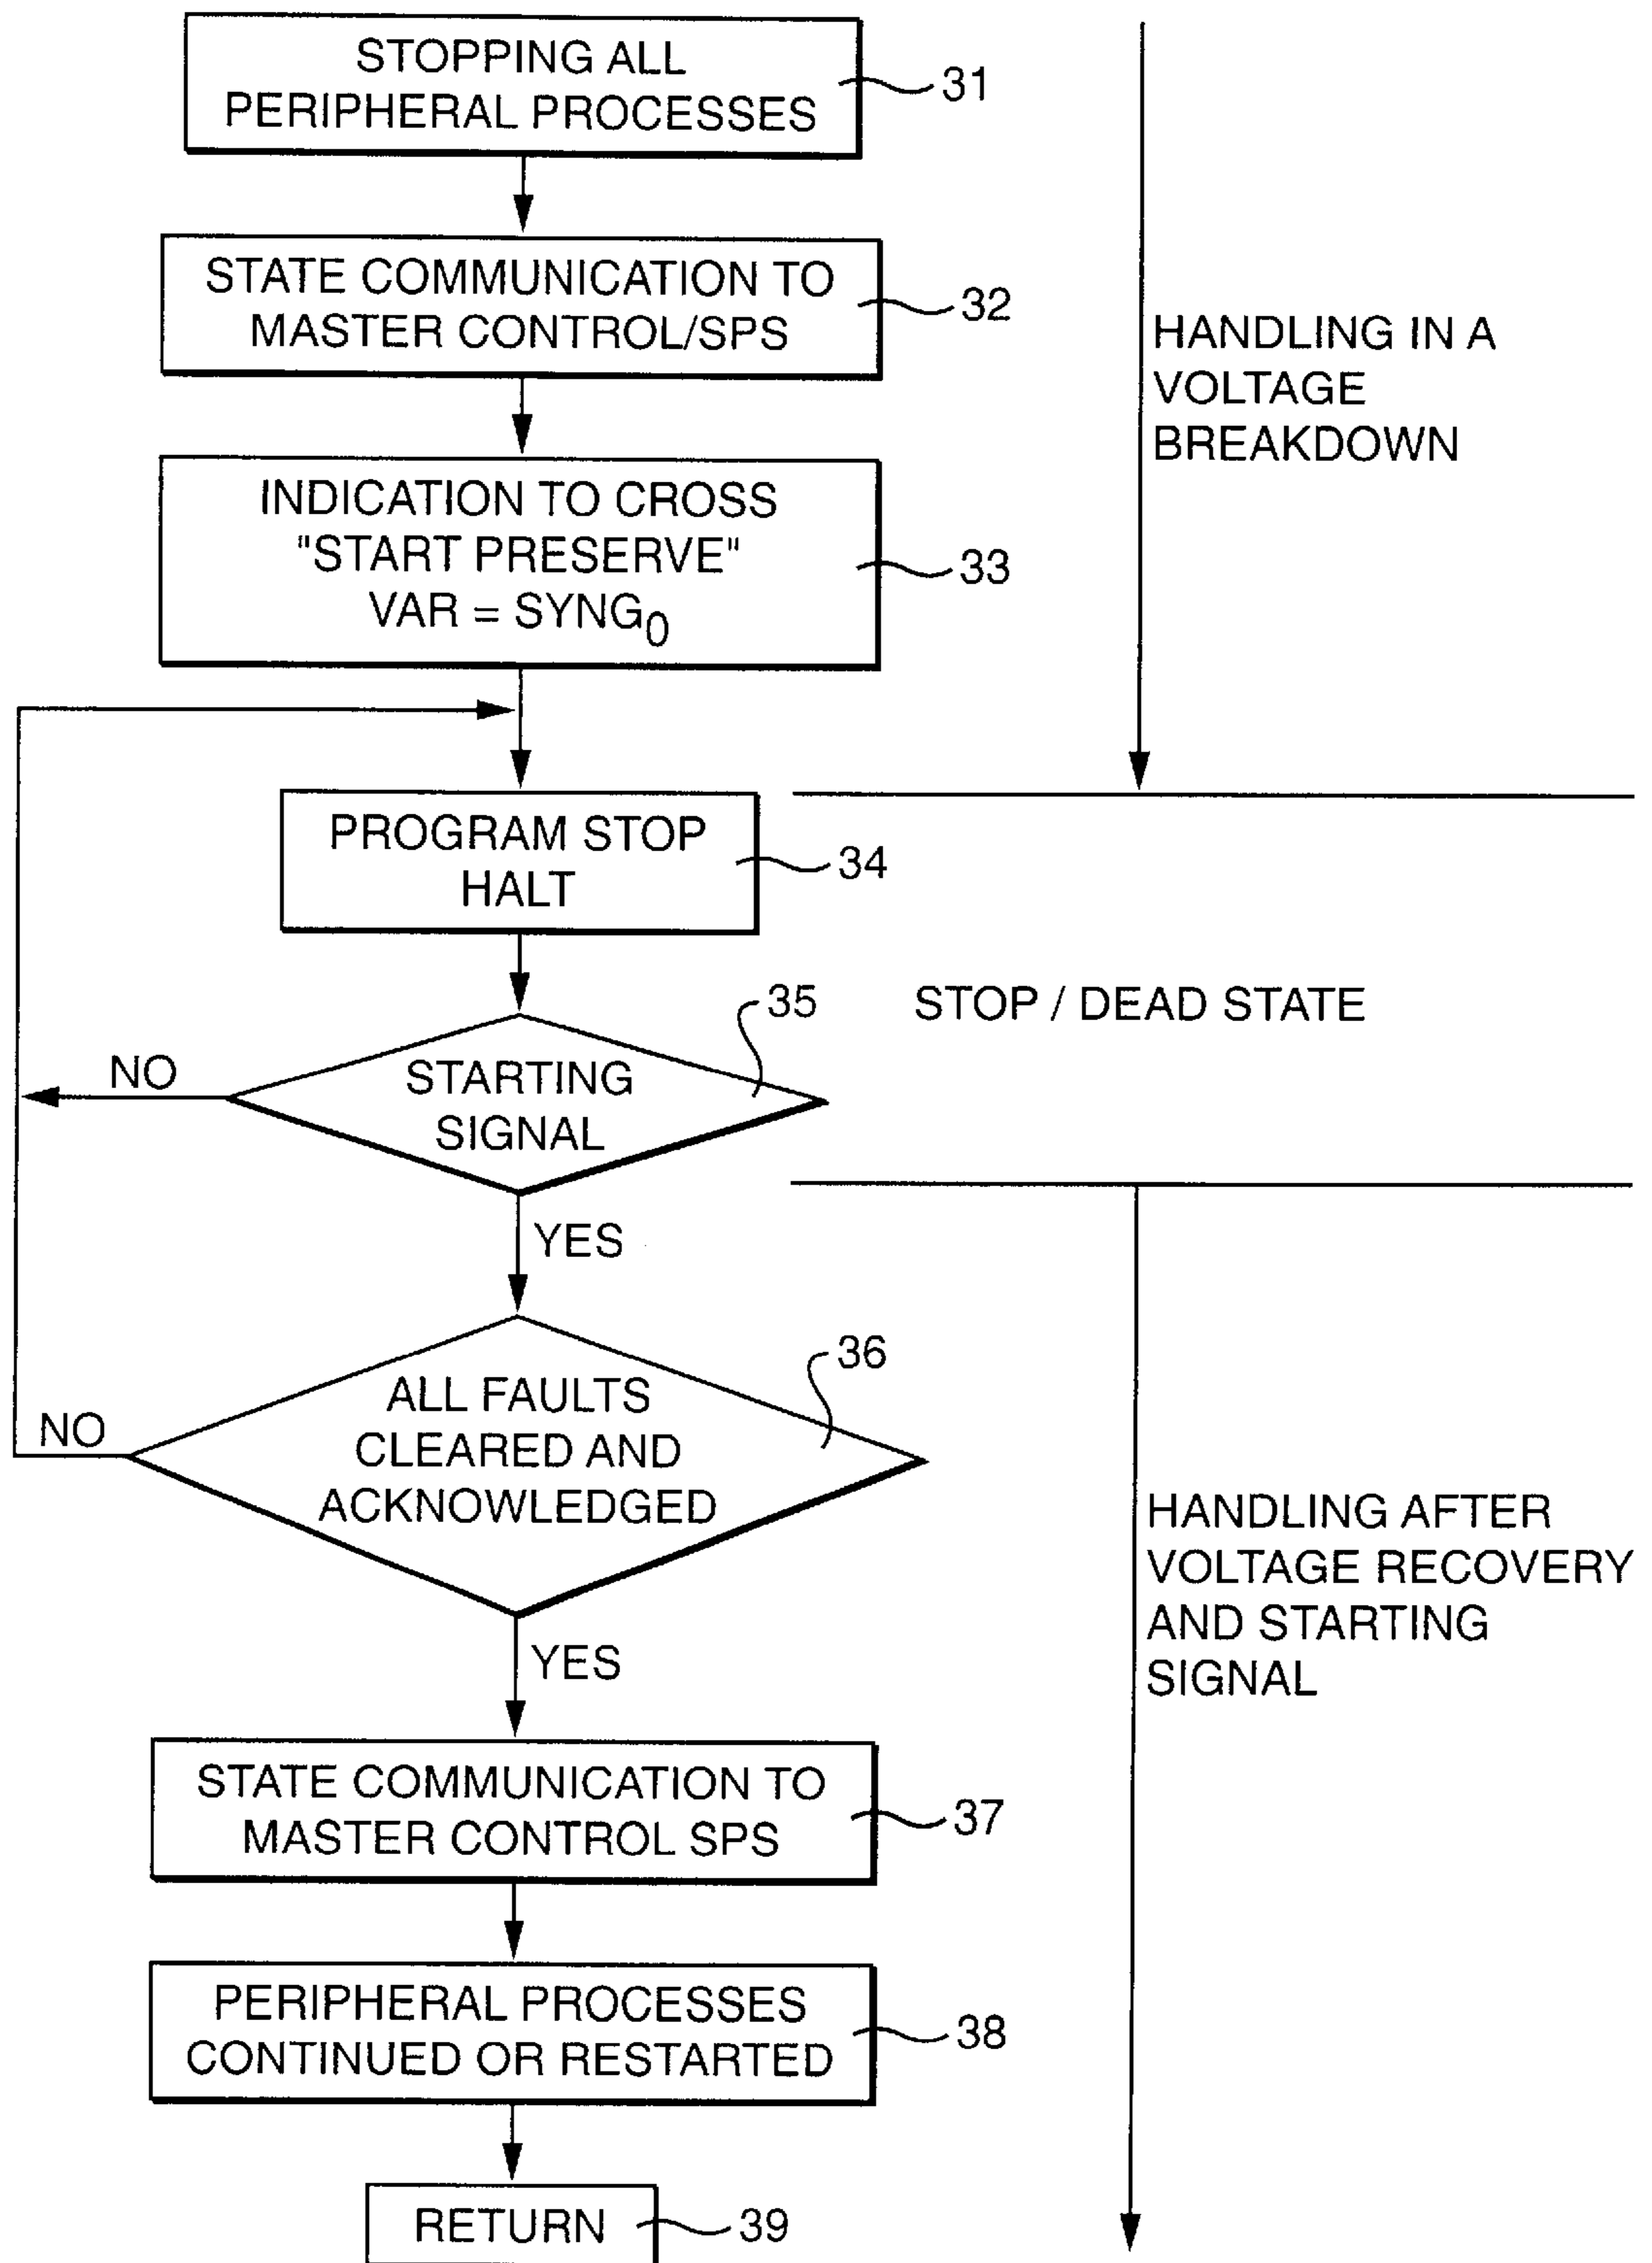 STOPPING ALL
PERIPHERAL PROCESSES
31
STATE COMMUNICATION TO
MASTER CONTROL/SPS
32
HANDLING IN A
VOLTAGE
BREAKDOWN
INDICATION TO CROSS
"START PRESERVE"
VAR = SYNG0
33
PROGRAM STOP
HALT
34
STOP / DEAD STATE
35
STARTING
SIGNAL
NO
YES
36
ALL FAULTS
CLEARED AND
ACKNOWLEDGED
NO
YES
HANDLING AFTER
VOLTAGE RECOVERY
AND STARTING
SIGNAL
STATE COMMUNICATION TO
MASTER CONTROL SPS
37
PERIPHERAL PROCESSES
CONTINUED OR RESTARTED
38
RETURN
39